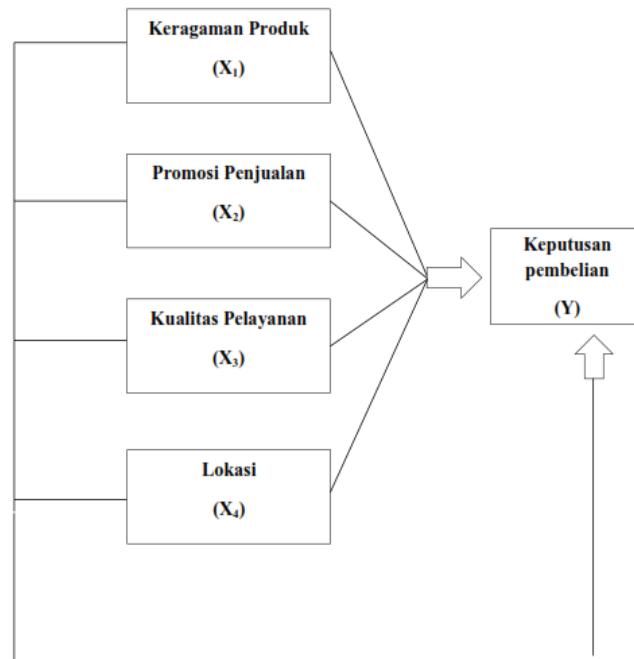 Keragaman Produk
(X₁)
Promosi Penjualan
(X₂)
Kualitas Pelayanan
(X₃)
Lokasi
(X₄)
Keputusan
pembelian
(Y)